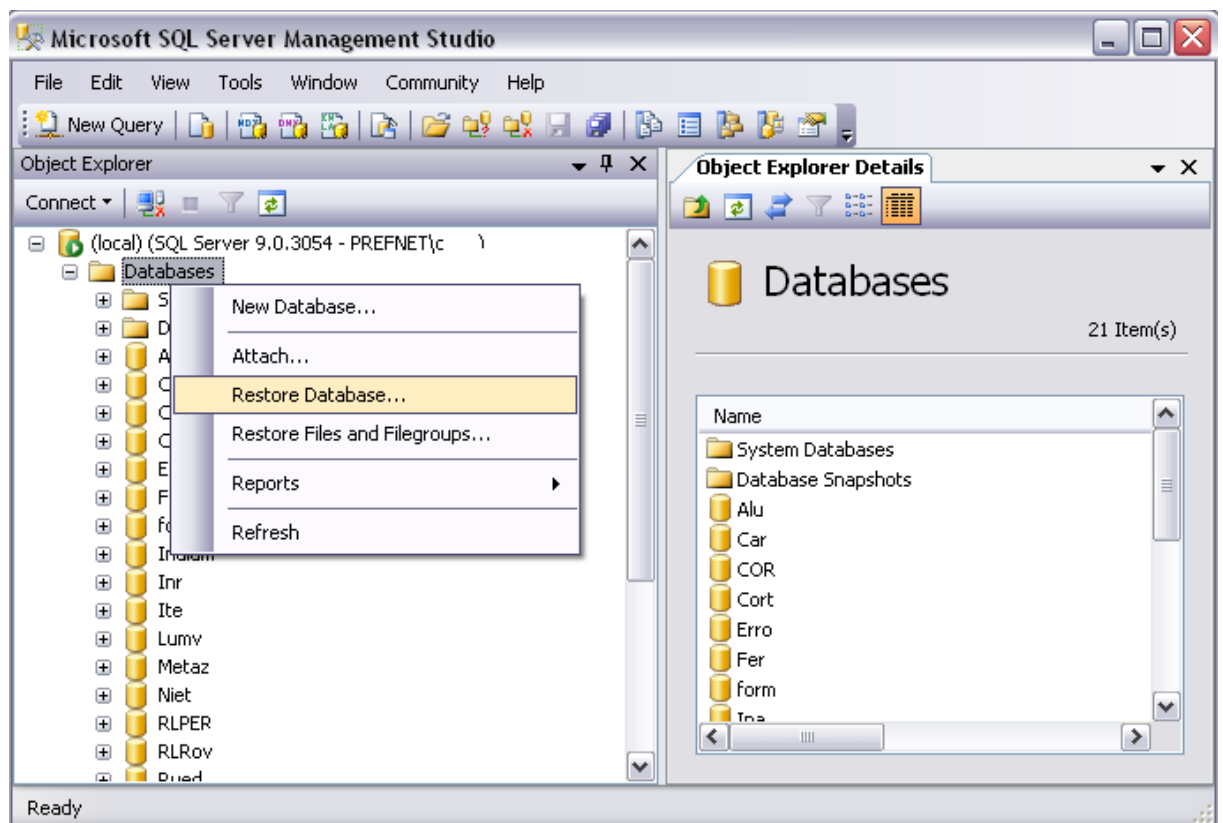 Microsoft SQL Server Management Studio
File Edit View Tools Window Community Help
New Query
Object Explorer
Connect
(local) (SQL Server 9.0.3054 - PREFNET\c )
Databases
S
D
A
C
C
C
E
F
fo
Inr
Ite
Lumv
Metaz
Niet
RLPER
RLRov
Rued
New Database...
Attach...
Restore Database...
Restore Files and Filegroups...
Reports
Refresh
Object Explorer Details
Databases
21 Item(s)
Name
System Databases
Database Snapshots
Alu
Car
COR
Cort
Erro
Fer
form
Ready